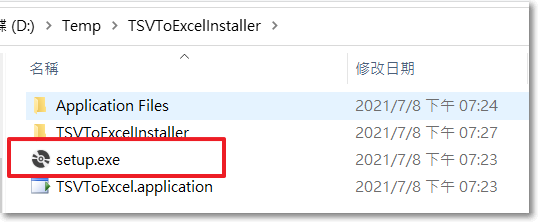 (D:) › Temp › TSVToExcelInstaller ›
名稱 修改日期
Application Files 2021/7/8 下午 07:24
TSVToExcelInstaller 2021/7/8 下午 07:27
setup.exe 2021/7/8 下午 07:23
TSVToExcel.application 2021/7/8 下午 07:23